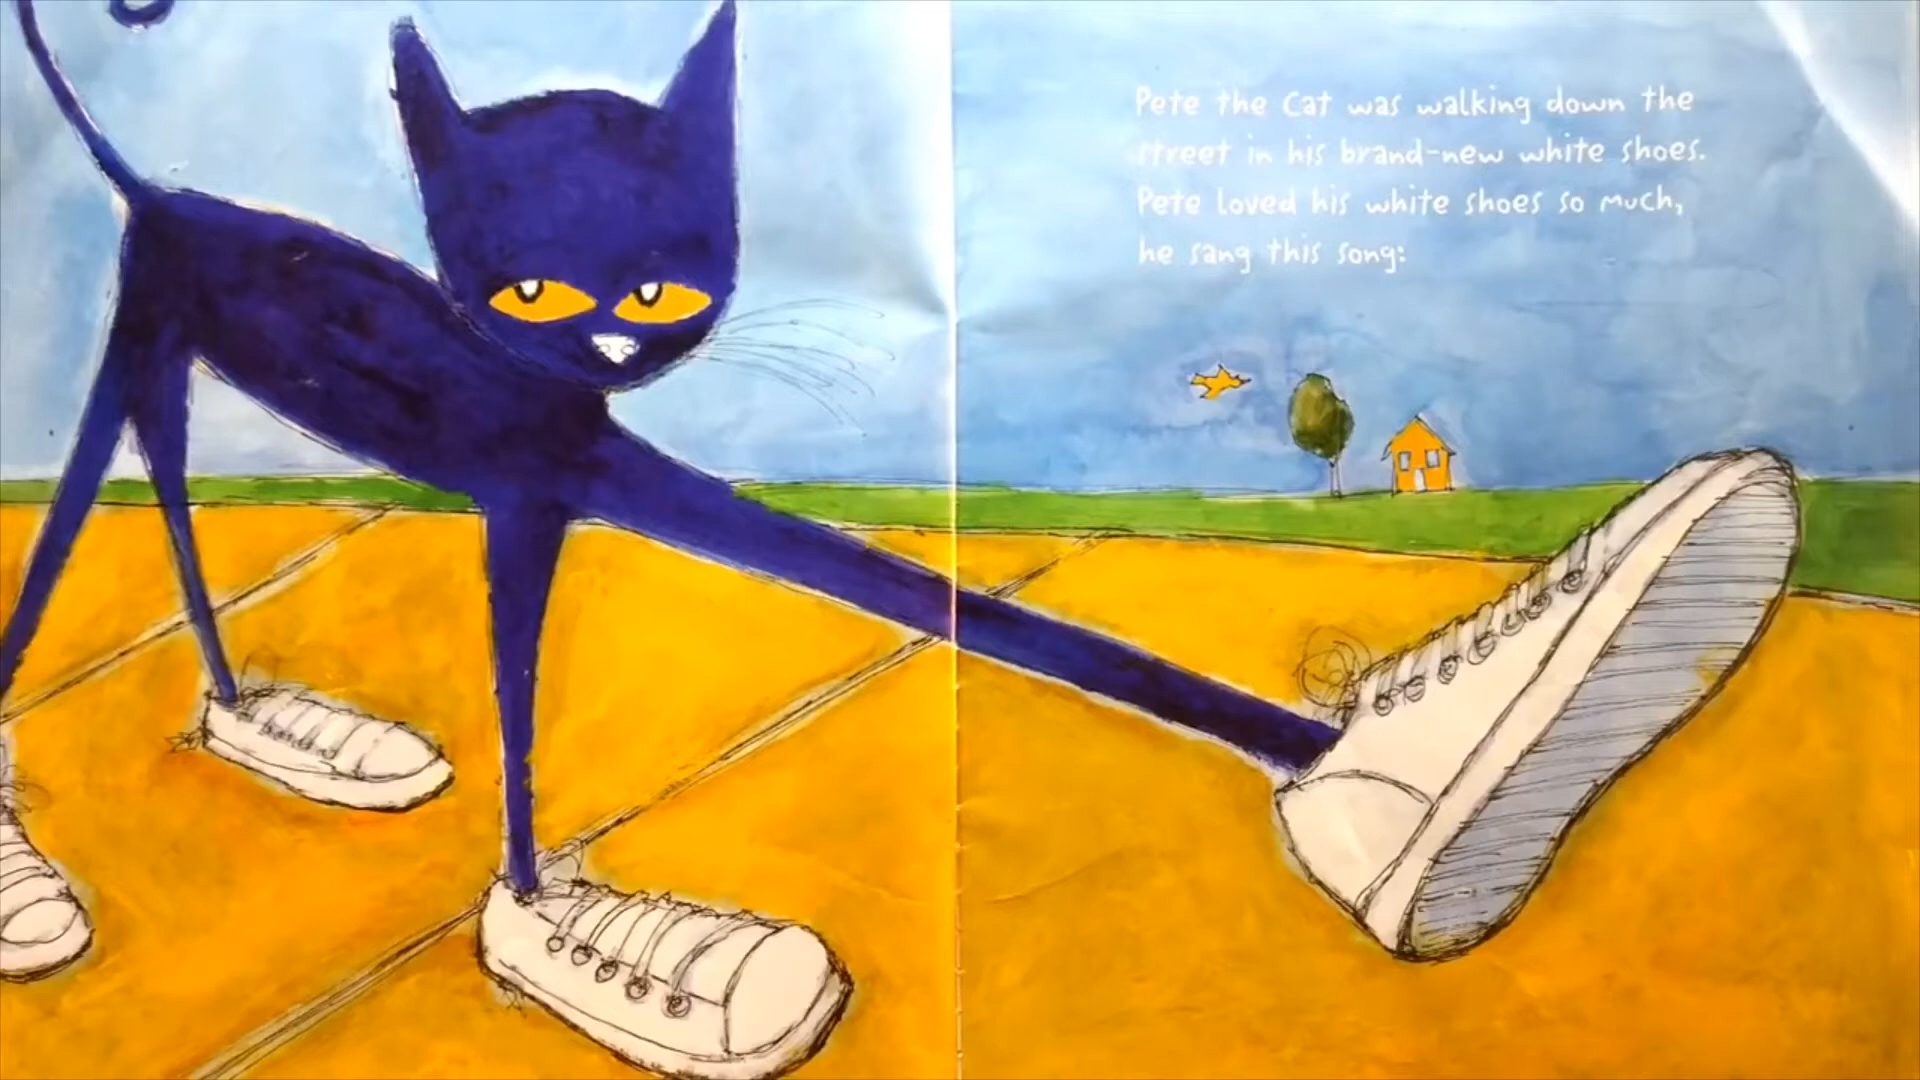 Pete the Cat was walking down the
street in his brand-new white shoes.
Pete loved his white shoes so much,
he sang this song: